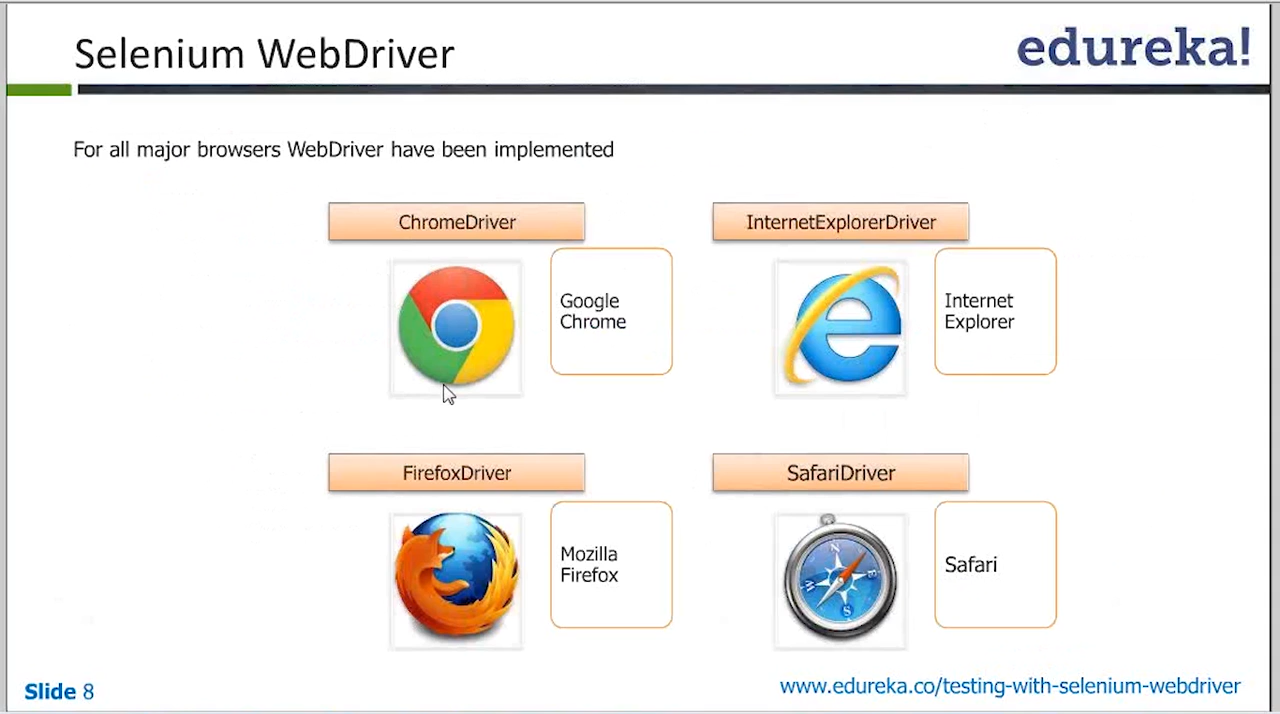 Selenium WebDriver
edureka!
For all major browsers WebDriver have been implemented
ChromeDriver
Google
Chrome
InternetExplorerDriver
Internet
Explorer
FirefoxDriver
Mozilla
Firefox
SafariDriver
N
E
S
W
Safari
Slide 8
www.edureka.co/testing-with-selenium-webdriver